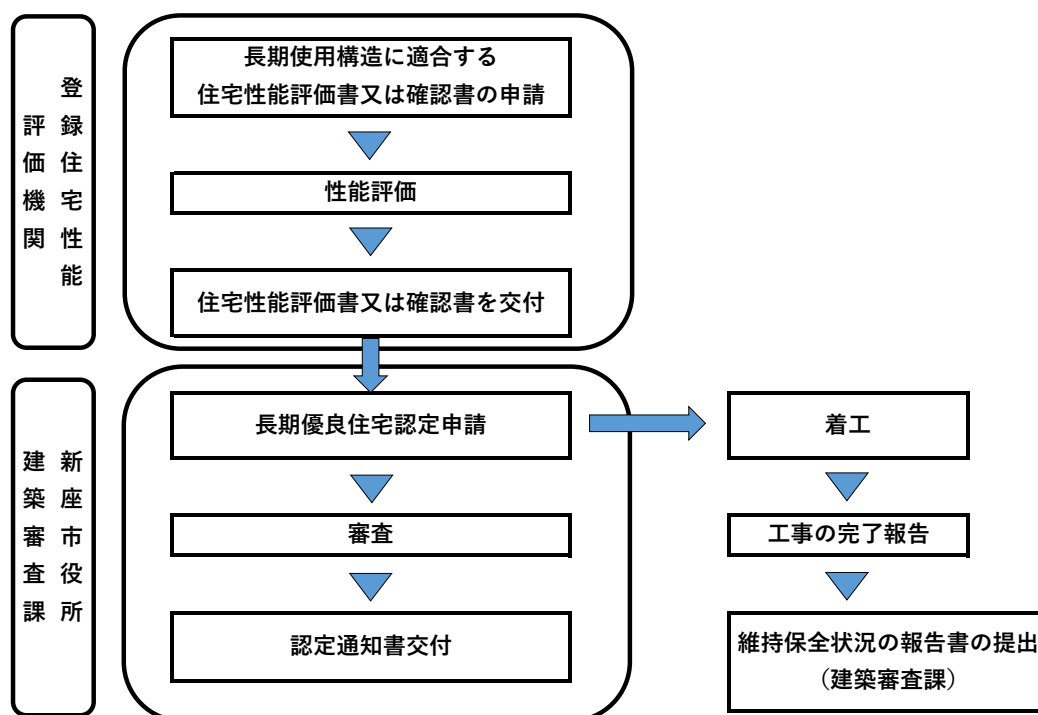 登録住宅性能
評価機関
長期使用構造に適合する
住宅性能評価書又は確認書の申請
性能評価
住宅性能評価書又は確認書を交付
新座市役所
建築審査課
長期優良住宅認定申請
審査
認定通知書交付
着工
工事の完了報告
維持保全状況の報告書の提出
（建築審査課）